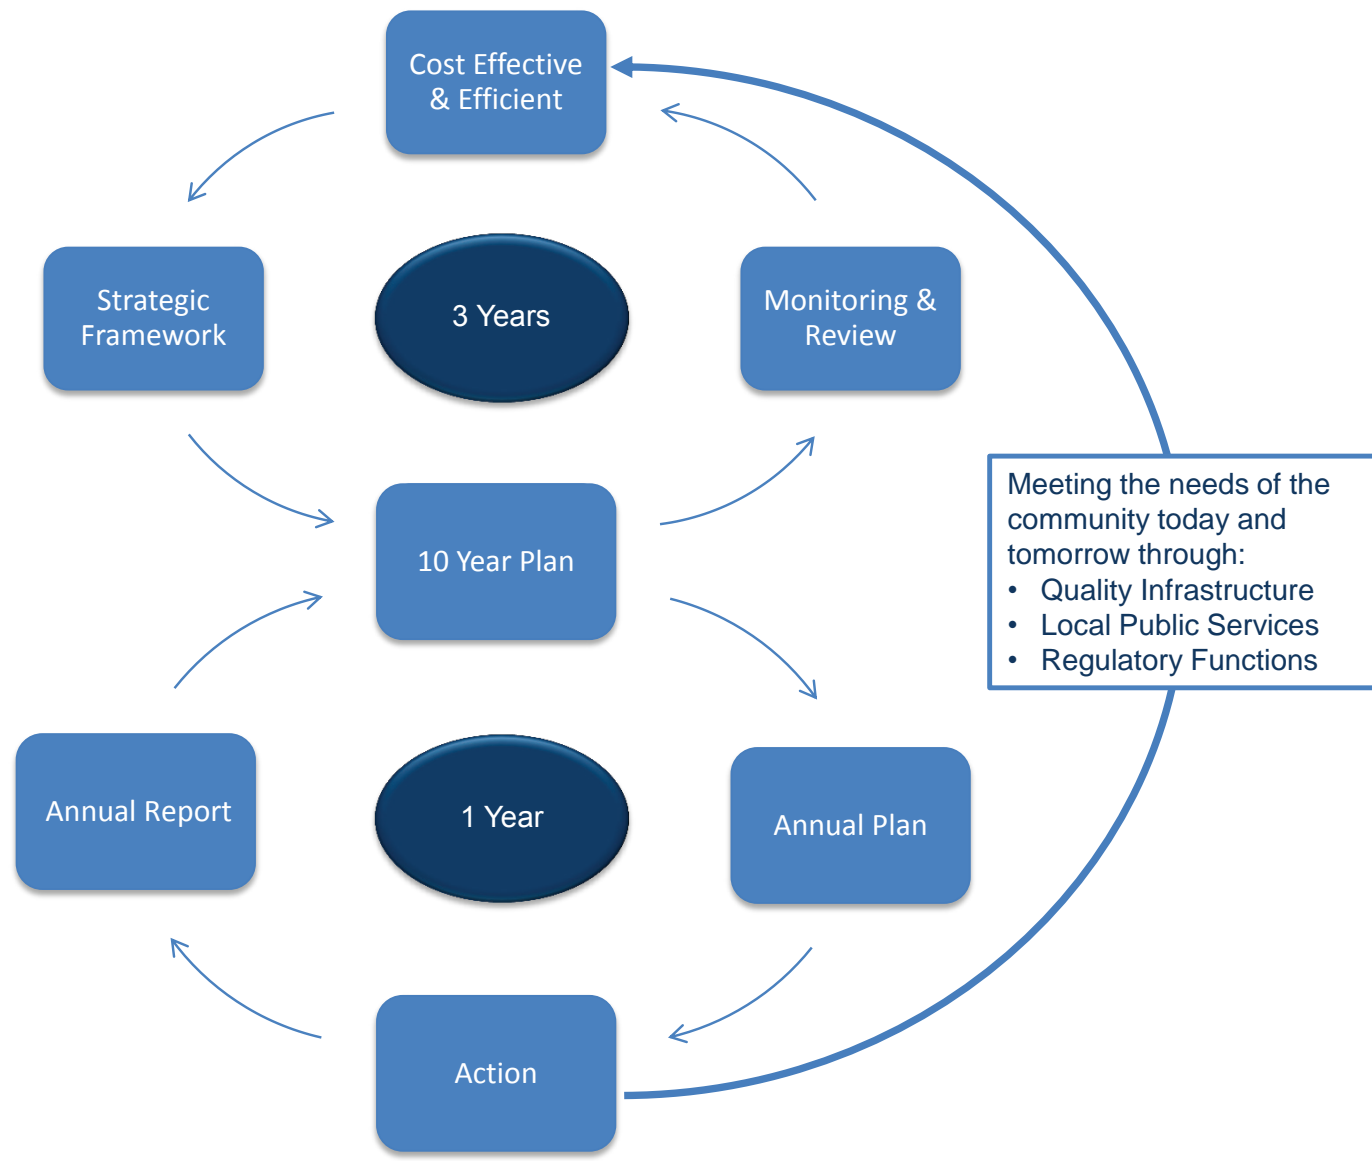 Cost Effective
& Efficient
Strategic
Framework
3 Years
Monitoring &
Review
10 Year Plan
Meeting the needs of the
community today and
tomorrow through:
• Quality Infrastructure
• Local Public Services
• Regulatory Functions
Annual Report
1 Year
Annual Plan
Action